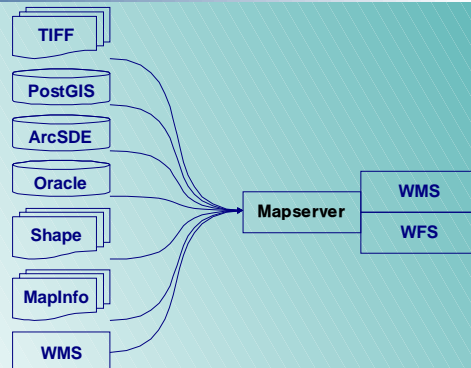 TIFF
PostGIS
ArcSDE
Oracle
Shape
MapInfo
WMS
Mapserver
WMS
WFS